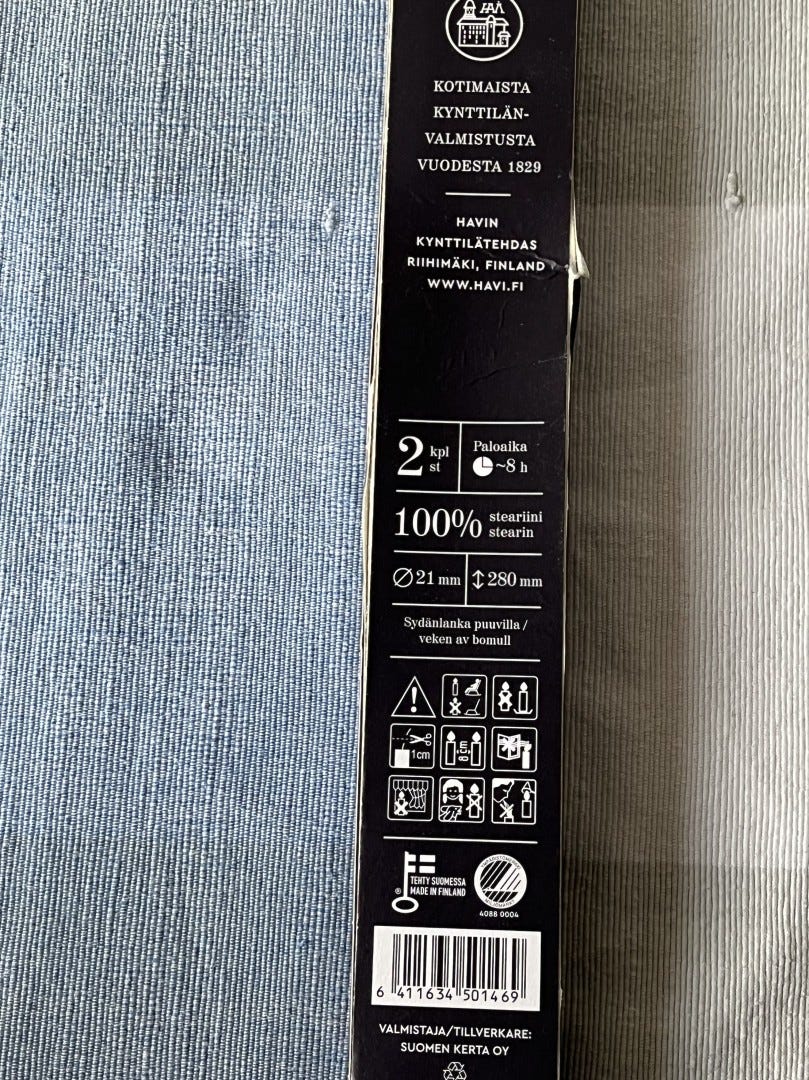 KOTIMAISTA
KYNTTILÄN-
VALMISTUSTA
VUODESTA 1829
HAVIN
KYNTTILÄTEHDAS
RIIHIMÄKI, FINLAND
WWW.HAVI.FI
2 kpl
st
Paloaika
~8 h
100% steariini
stearin
21 mm
280 mm
Sydänlanka puuvilla /
veken av bomull
1cm
8 cm
TEHTY SUOMESSA
® MADE IN FINLAND
4088 0004
6 411634 501469
VALMISTAJA/TILLVERKARE:
SUOMEN KERTA OY